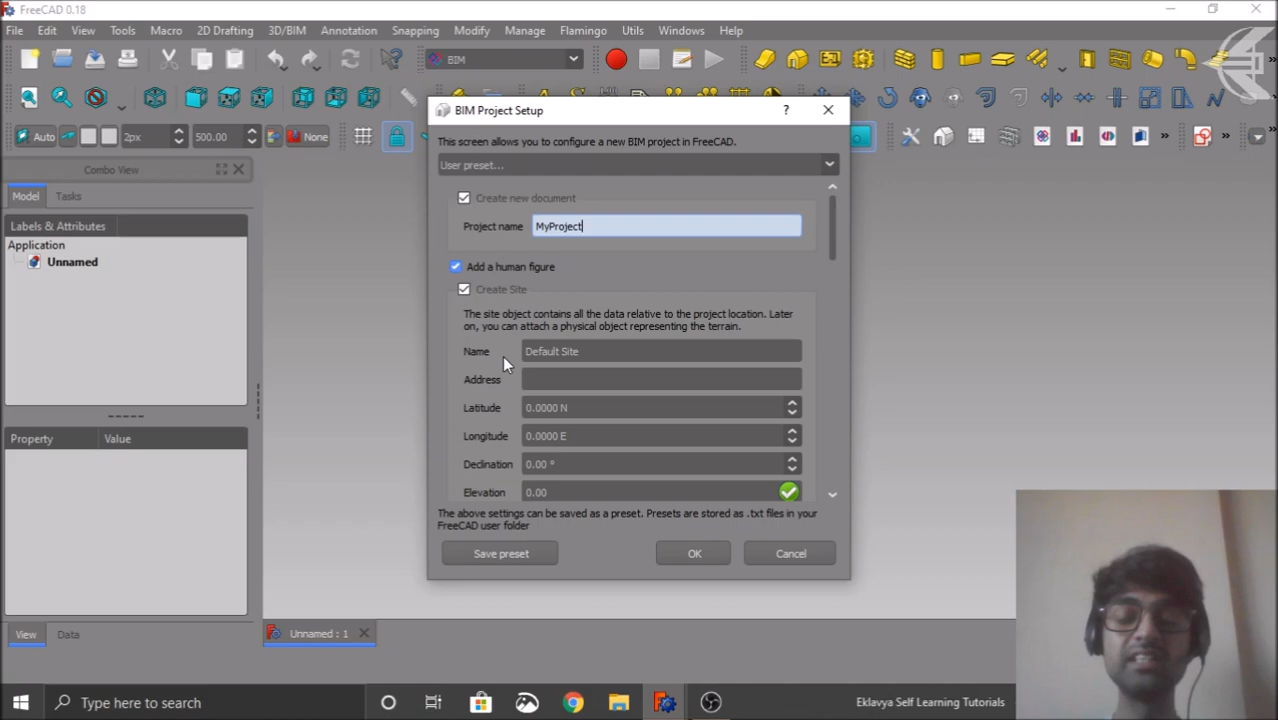 FreeCAD 0.18
File Edit View Tools Macro 2D Drafting 3D/BIM Annotation Snapping Modify Manage Flamingo Utils Windows Help
BIM
Auto 2px 500.00 None
Combo View
Model Tasks
Labels & Attributes
Application
Unnamed
Property Value
View Data
BIM Project Setup
This screen allows you to configure a new BIM project in FreeCAD.
User preset...
Create new document
Project name MyProject
Add a human figure
Create Site
The site object contains all the data relative to the project location. Later
on, you can attach a physical object representing the terrain.
Name Default Site
Address
Latitude 0.0000 N
Longitude 0.0000 E
Declination 0.00 °
Elevation 0.00
The above settings can be saved as a preset. Presets are stored as .txt files in your
FreeCAD user folder
Save preset OK Cancel
Unnamed : 1
Type here to search
Eklavya Self Learning Tutorials